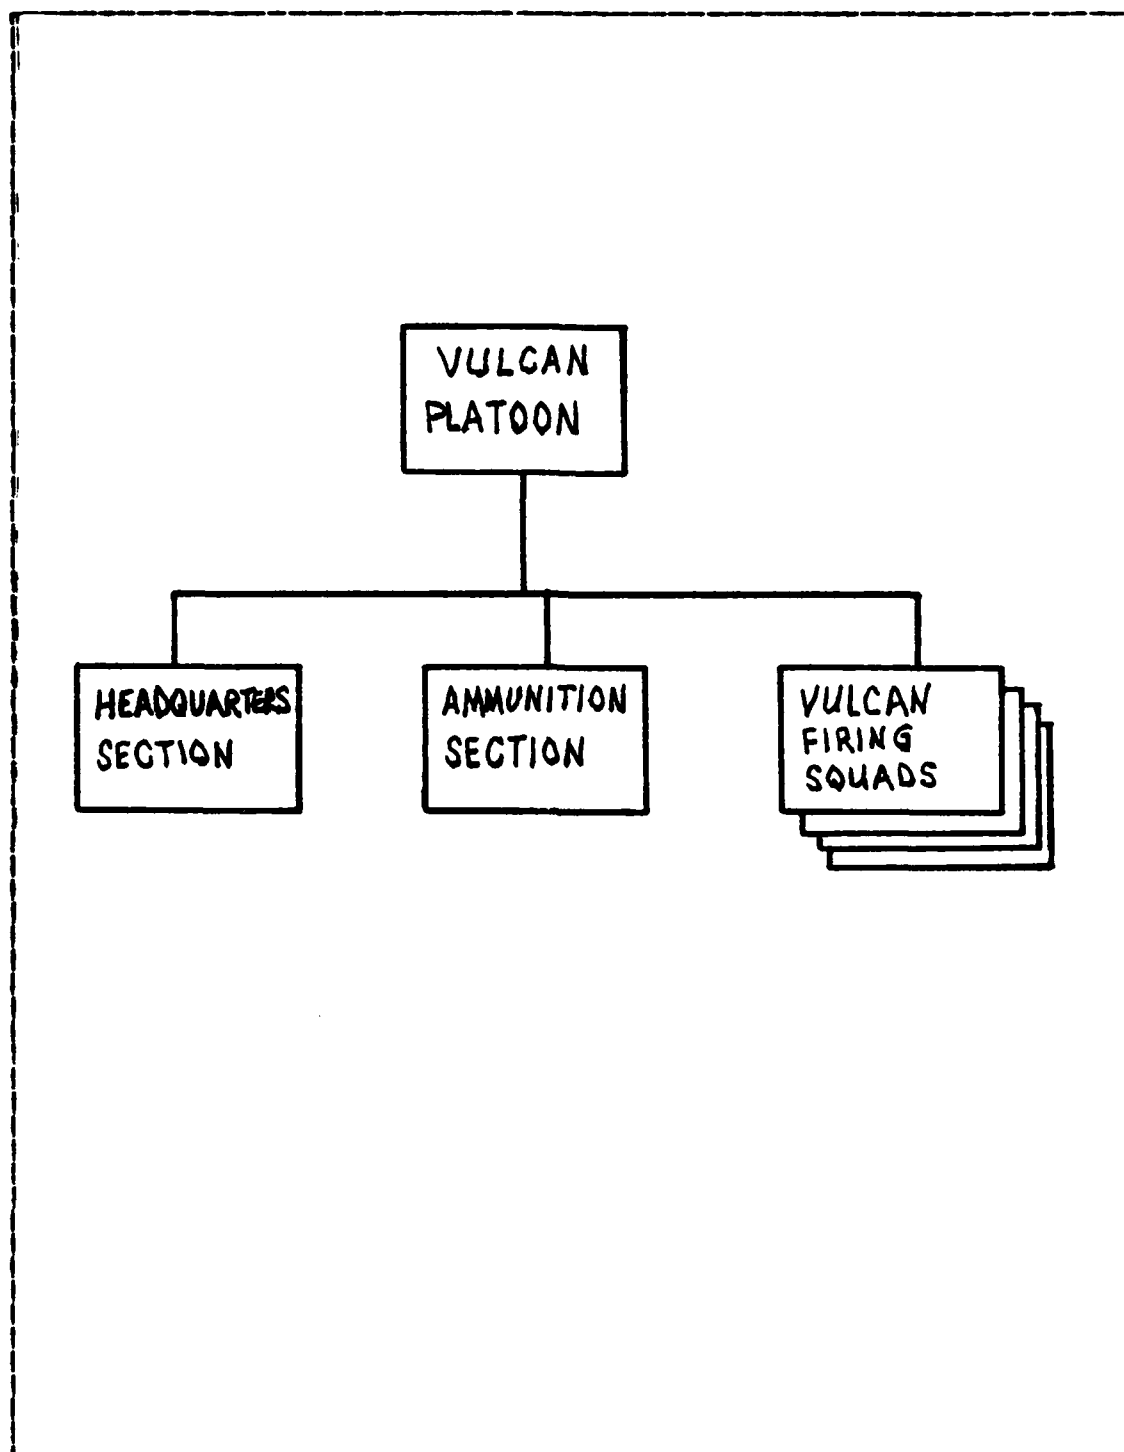 VULCAN
PLATOON
HEADQUARTERS
SECTION
AMMUNITION
SECTION
VULCAN
FIRING
SQUADS